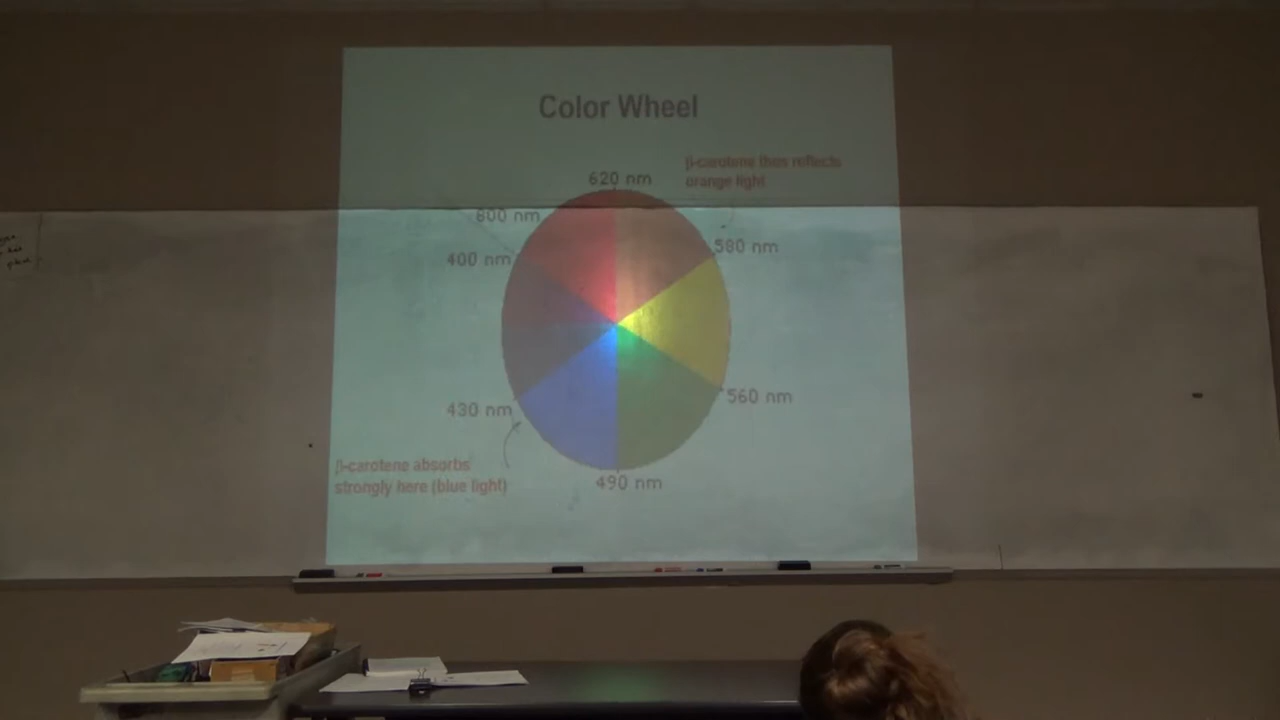 Color Wheel
β-carotene thus reflects
orange light
620 nm
800 nm
580 nm
400 nm
560 nm
430 nm
β-carotene absorbs
strongly here (blue light)
490 nm